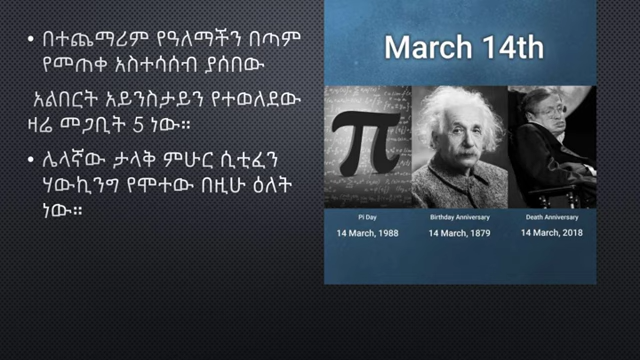 • በተጨማሪም የዓለማችን በጣም
የመጠቀ አስተሳሰብ ያሰበው
አልበርት አይንስታይን የተወለደው
ዛሬ መጋቢት 5 ነው።
• ሌላኛው ታላቅ ምሁር ሲቲፈን
ሃውኪንግ የሞተው በዚሁ ዕለት
ነው።
March 14th
π
Pi Day
14 March, 1988
Birthday Anniversary
14 March, 1879
Death Anniversary
14 March, 2018